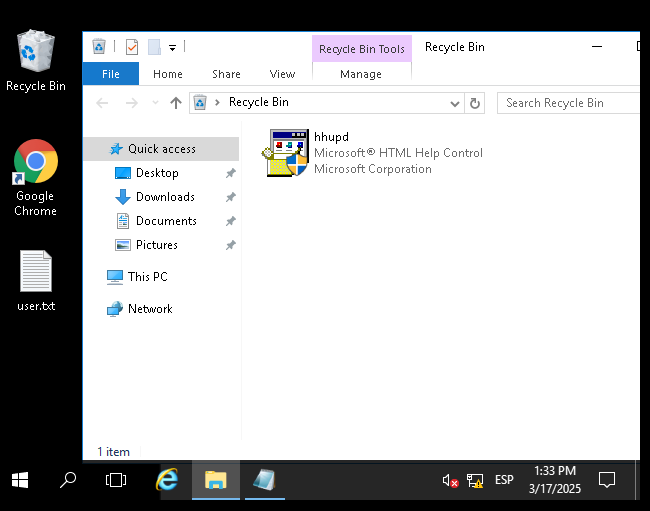 Recycle Bin
Google
Chrome
user.txt
Recycle Bin Tools
Recycle Bin
File
Home
Share
View
Manage
Recycle Bin
Search Recycle Bin
Quick access
Desktop
Downloads
Documents
Pictures
This PC
Network
hhupd
Microsoft® HTML Help Control
Microsoft Corporation
1 item
ESP
1:33 PM
3/17/2025